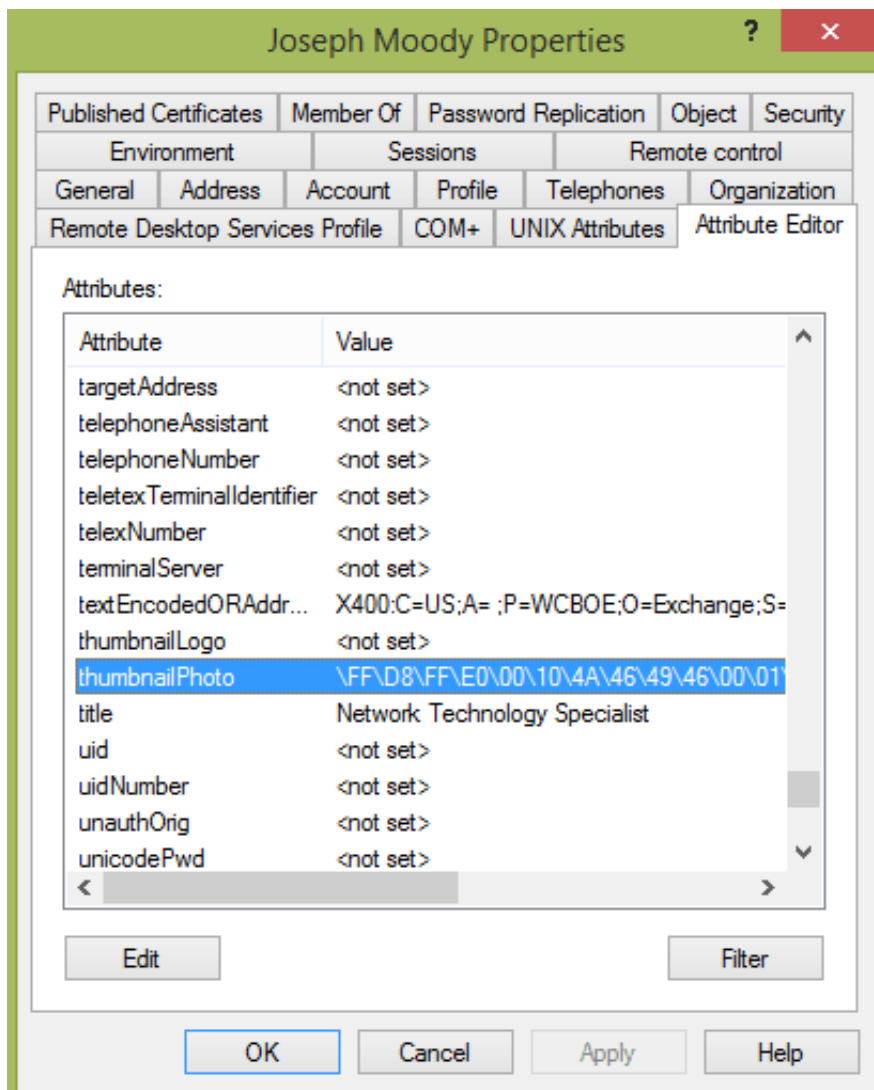 Joseph Moody Properties
? ×
Published Certificates Member Of Password Replication Object Security
Environment Sessions Remote control
General Address Account Profile Telephones Organization
Remote Desktop Services Profile COM+ UNIX Attributes Attribute Editor
Attributes:
Attribute Value
targetAddress <not set>
telephoneAssistant <not set>
telephoneNumber <not set>
teletexTerminalIdentifier <not set>
telexNumber <not set>
terminalServer <not set>
textEncodedORAddr... X400:C=US;A= ;P=WCBOE;O=Exchange;S=
thumbnailLogo <not set>
thumbnailPhoto \FF\D8\FF\E0\00\10\4A\46\49\46\00\01\
title Network Technology Specialist
uid <not set>
uidNumber <not set>
unauthOrig <not set>
unicodePwd <not set>
Edit Filter
OK Cancel Apply Help